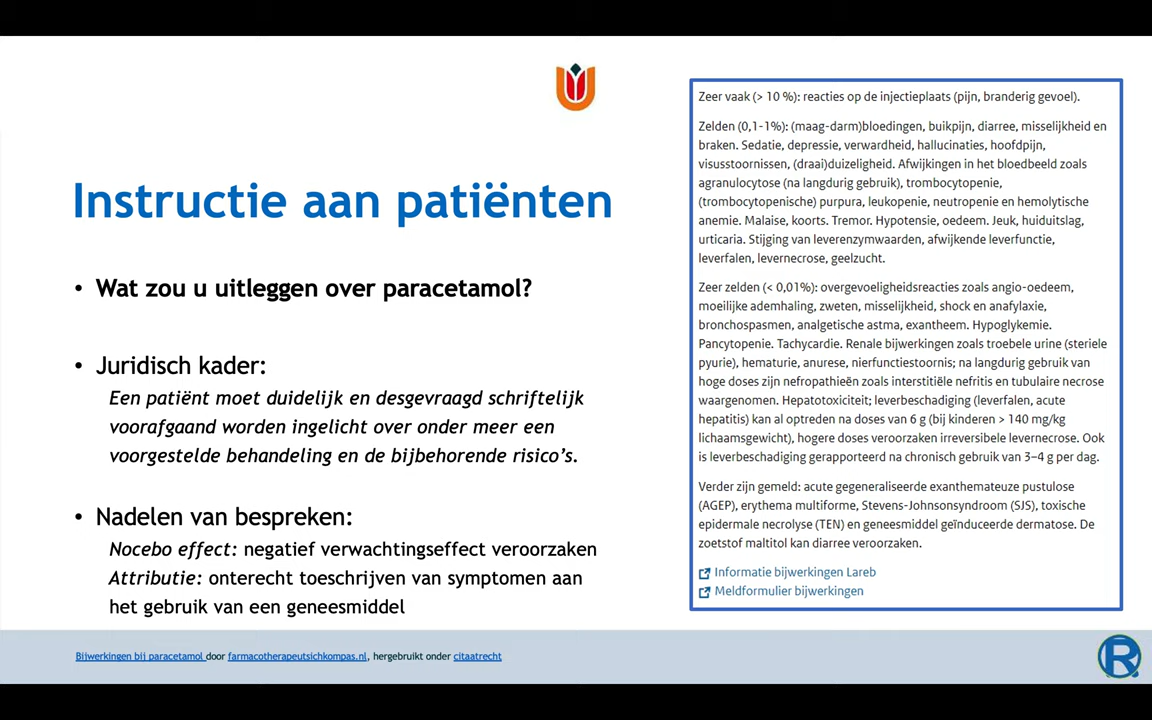 Instructie aan patiënten
• Wat zou u uitleggen over paracetamol?
• Juridisch kader:
Een patiënt moet duidelijk en desgevraagd schriftelijk
voorafgaand worden ingelicht over onder meer een
voorgestelde behandeling en de bijbehorende risico's.
• Nadelen van bespreken:
Nocebo effect: negatief verwachtingseffect veroorzaken
Attributie: onterecht toeschrijven van symptomen aan
het gebruik van een geneesmiddel
Zeer vaak (> 10 %): reacties op de injectieplaats (pijn, branderig gevoel).
Zelden (0,1-1%): (maag-darm)bloedingen, buikpijn, diarree, misselijkheid en
braken. Sedatie, depressie, verwardheid, hallucinaties, hoofdpijn,
visusstoornissen, (draai)duizeligheid. Afwijkingen in het bloedbeeld zoals
agranulocytose (na langdurig gebruik), trombocytopenie,
(trombocytopenische) purpura, leukopenie, neutropenie en hemolytische
anemie. Malaise, koorts. Tremor. Hypotensie, oedeem. Jeuk, huiduitslag,
urticaria. Stijging van leverenzymwaarden, afwijkende leverfunctie,
leverfalen, levernecrose, geelzucht.
Zeer zelden (< 0,01%): overgevoeligheidsreacties zoals angio-oedeem,
moeilijke ademhaling, zweten, misselijkheid, shock en anafylaxie,
bronchospasmen, analgetische astma, exantheem. Hypoglykemie.
Pancytopenie. Tachycardie. Renale bijwerkingen zoals troebele urine (steriele
pyurie), hematurie, anurese, nierfunctiestoornis; na langdurig gebruik van
hoge doses zijn nefropathieën zoals interstitiële nefritis en tubulaire necrose
waargenomen. Hepatotoxiciteit; leverbeschadiging (leverfalen, acute
hepatitis) kan al optreden na doses van 6 g (bij kinderen > 140 mg/kg
lichaamsgewicht), hogere doses veroorzaken irreversibele levernecrose. Ook
is leverbeschadiging gerapporteerd na chronisch gebruik van 3–4 g per dag.
Verder zijn gemeld: acute gegeneraliseerde exanthemateuze pustulose
(AGEP), erythema multiforme, Stevens-Johnsonsyndroom (SJS), toxische
epidermale necrolyse (TEN) en geneesmiddel geïnduceerde dermatose. De
zoetstof maltitol kan diarree veroorzaken.
Informatie bijwerkingen Lareb
Meldformulier bijwerkingen
Bijwerkingen bij paracetamol door farmacotherapeutsichkompas.nl, hergebruikt onder citaatrecht
R